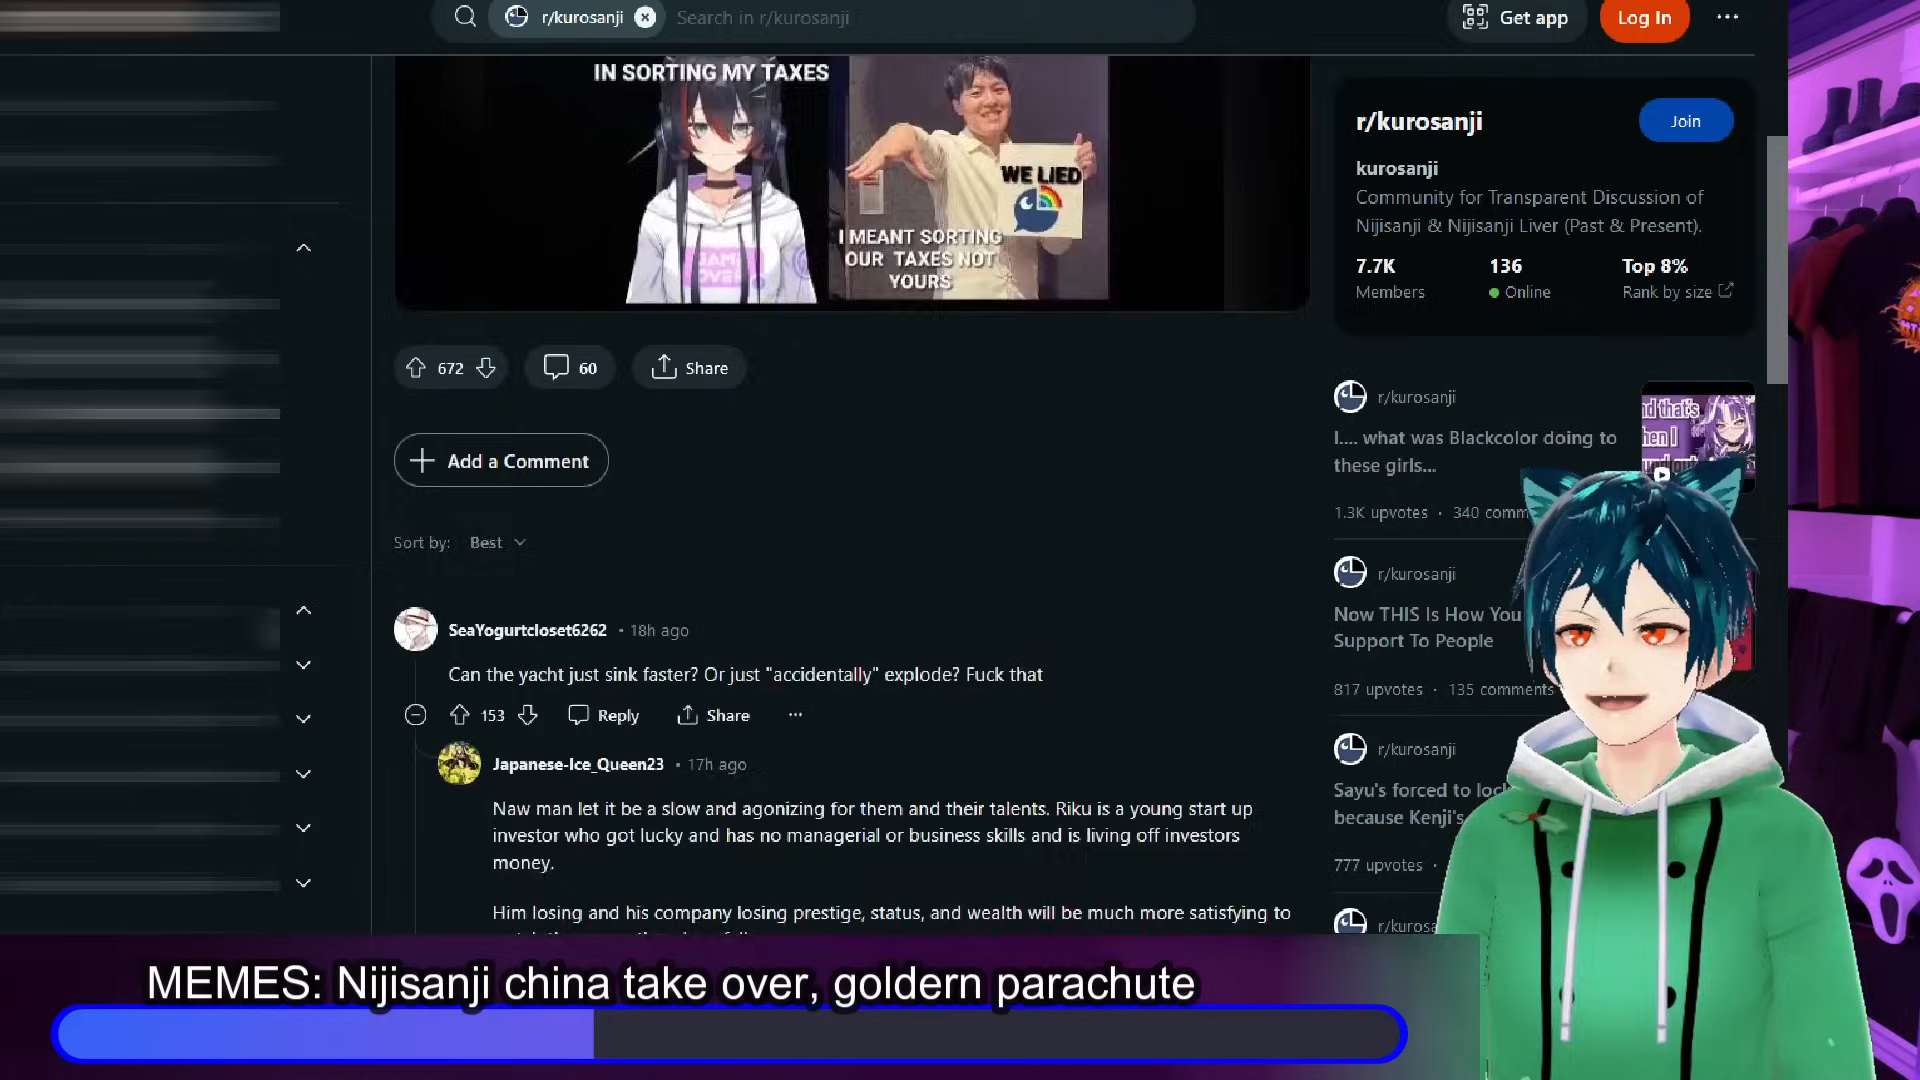 r/kurosanji
Search in r/kurosanji
Get app
Log In
IN SORTING MY TAXES
WE LIED
I MEANT SORTING
OUR TAXES NOT
YOURS
GAME
OVER
672
60
Share
Add a Comment
Sort by: Best
SeaYogurtcloset6262 • 18h ago
Can the yacht just sink faster? Or just "accidentally" explode? Fuck that
153
Reply
Share
Japanese-Ice_Queen23 • 17h ago
Naw man let it be a slow and agonizing for them and their talents. Riku is a young start up
investor who got lucky and has no managerial or business skills and is living off investors
money.
Him losing and his company losing prestige, status, and wealth will be much more satisfying to
r/kurosanji
Join
kurosanji
Community for Transparent Discussion of
Nijisanji & Nijisanji Liver (Past & Present).
7.7K 136 Top 8%
Members Online Rank by size
r/kurosanji
I.... what was Blackcolor doing to
these girls...
1.3K upvotes • 340 comm
r/kurosanji
Now THIS Is How You
Support To People
817 upvotes • 135 comments
r/kurosanji
Sayu's forced to loc
because Kenji's
777 upvotes •
r/kurosa
MEMES: Nijisanji china take over, goldern parachute